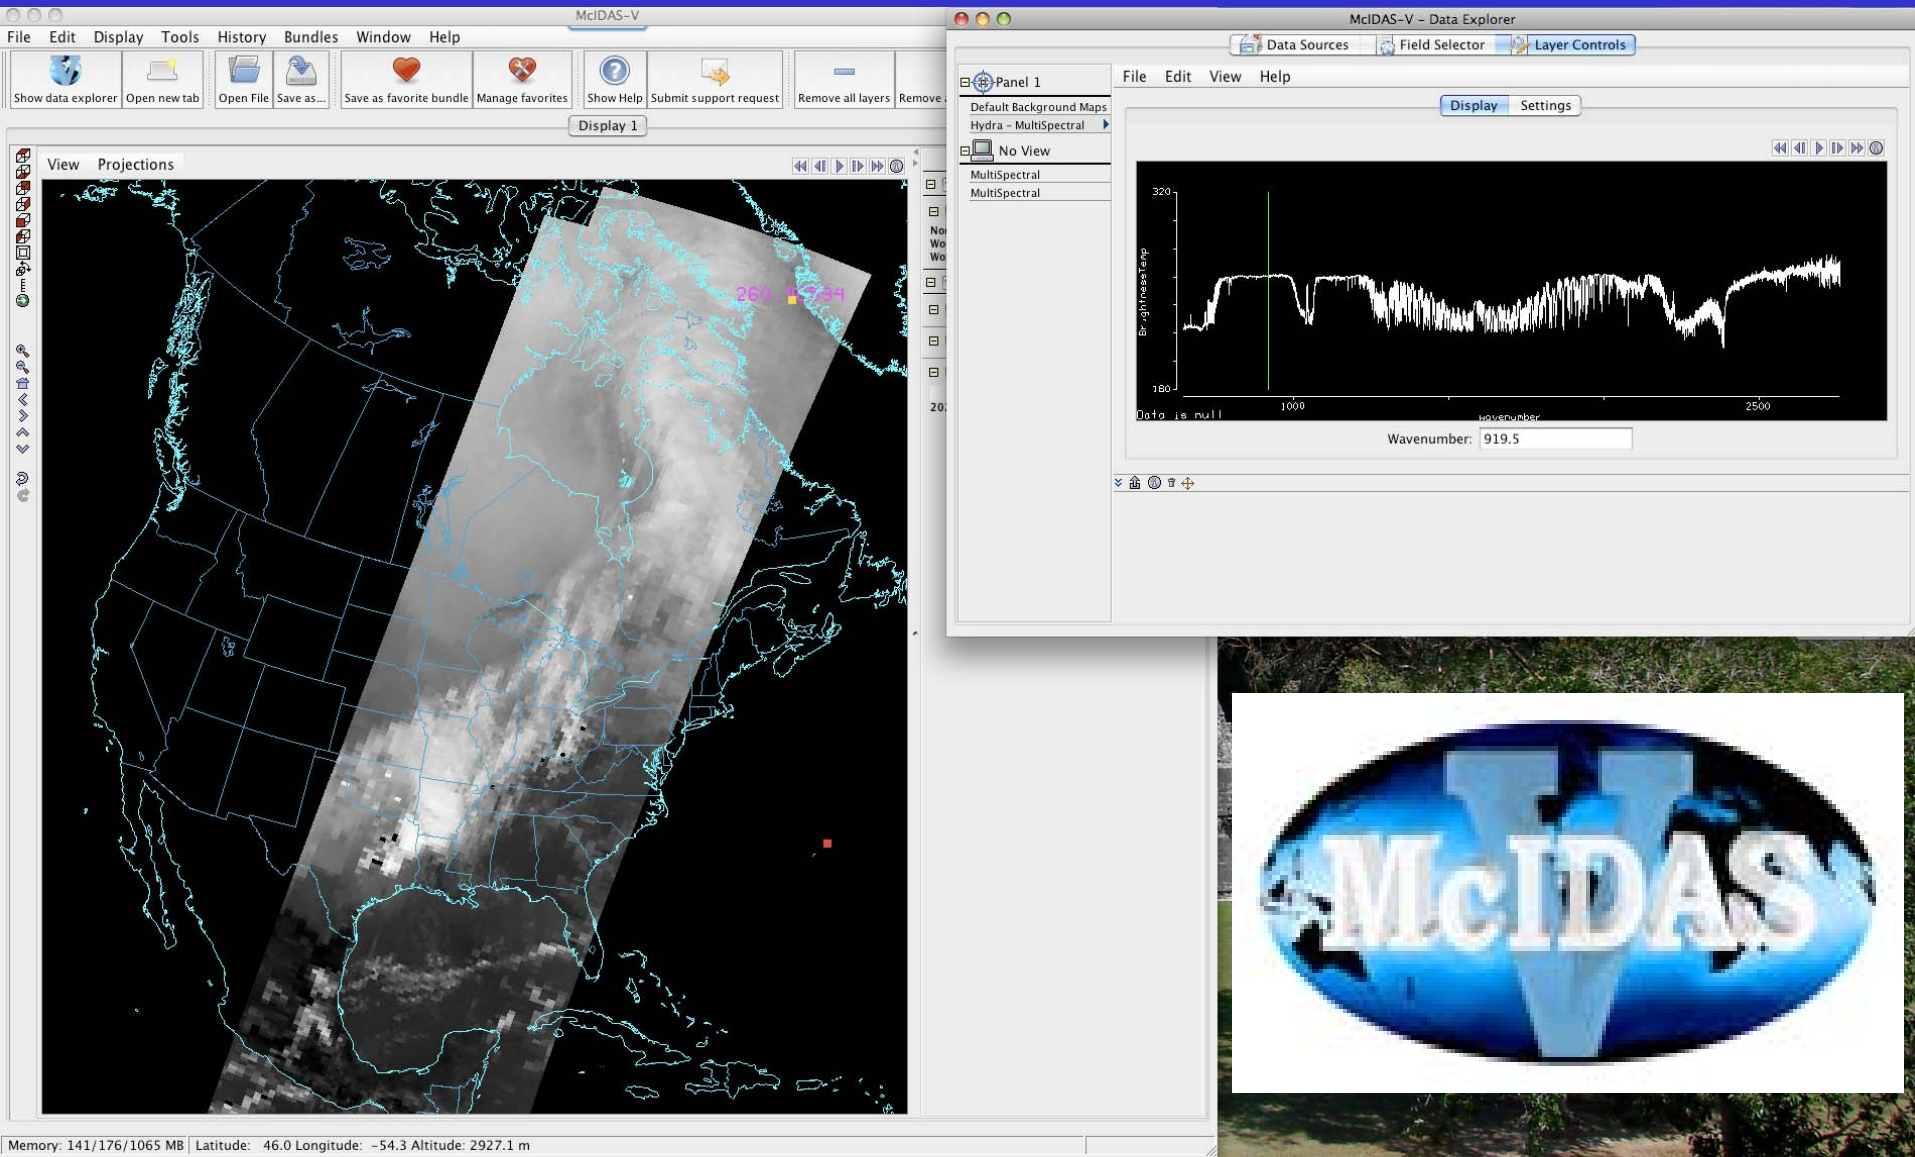 McIDAS-V
File Edit Display Tools History Bundles Window Help
Show data explorer Open new tab Open File Save as... Save as favorite bundle Manage favorites Show Help Submit support request Remove all layers Remove
Display 1
View Projections
Memory: 141/176/1065 MB Latitude: 46.0 Longitude: -54.3 Altitude: 2927.1 m
McIDAS-V - Data Explorer
Data Sources Field Selector Layer Controls
Panel 1
Default Background Maps
Hydra - MultiSpectral
No View
MultiSpectral
MultiSpectral
File Edit View Help
Display Settings
320
BrightnessTemp
180
1000 2500
Data is null
wavenumber
Wavenumber: 919.5
V
McIDAS